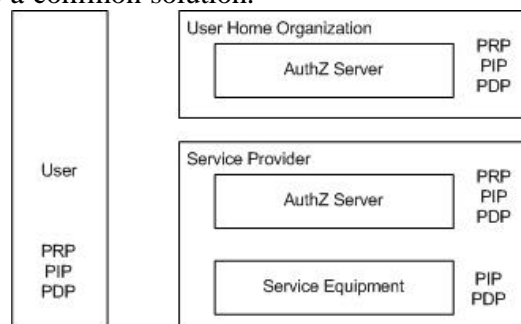 a common solution.
User Home Organization
AuthZ Server
PRP
PIP
PDP
User
PRP
PIP
PDP
Service Provider
AuthZ Server
PRP
PIP
PDP
Service Equipment
PIP
PDP